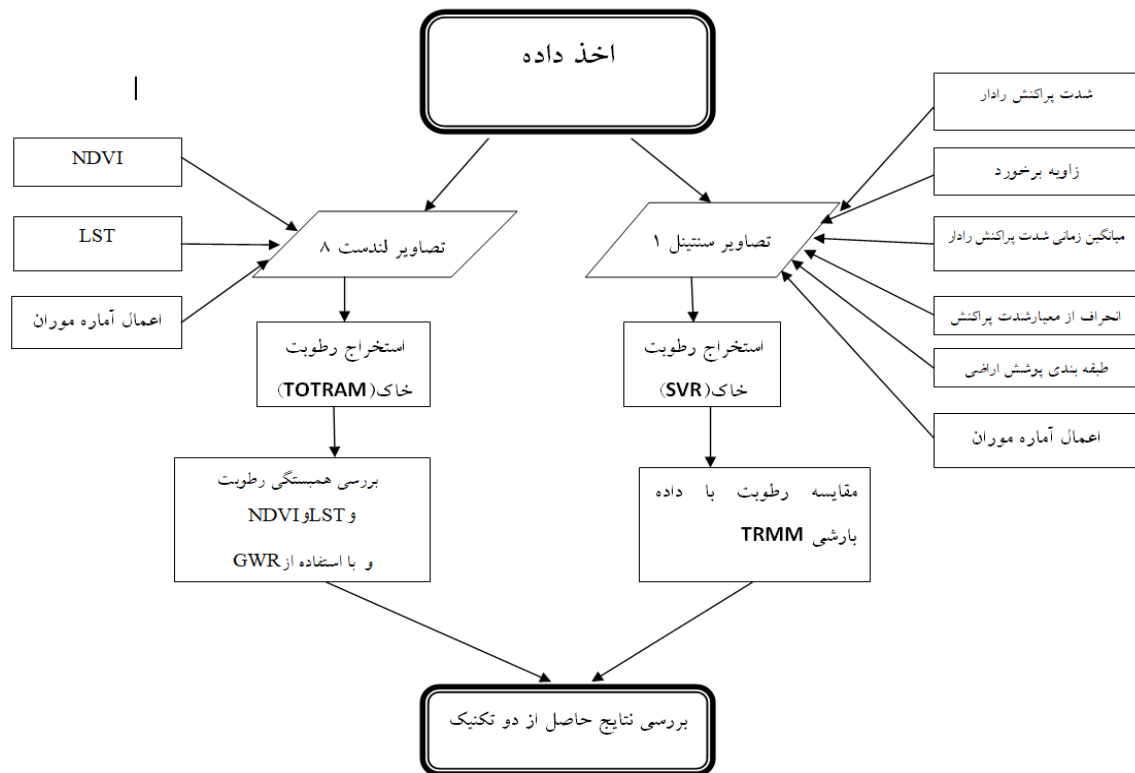 اخذ داده
شدت پراکنش رادار
NDVI
زاویه برخورد
LST
تصاویر لندست ۸
تصاویر سنتینل ۱
میانگین زمانی شدت پراکنش رادار
اعمال آماره موران
انحراف از معیارشدت پراکنش
استخراج رطوبت
خاک(TOTRAM)
استخراج رطوبت
خاک(SVR)
طبقه بندی پوشش اراضی
اعمال آماره موران
بررسی همبستگی رطوبت
وLSTوNDVI
و با استفاده ازGWR
مقایسه رطوبت با داده
بارشی TRMM
بررسی نتایج حاصل از دو تکنیک